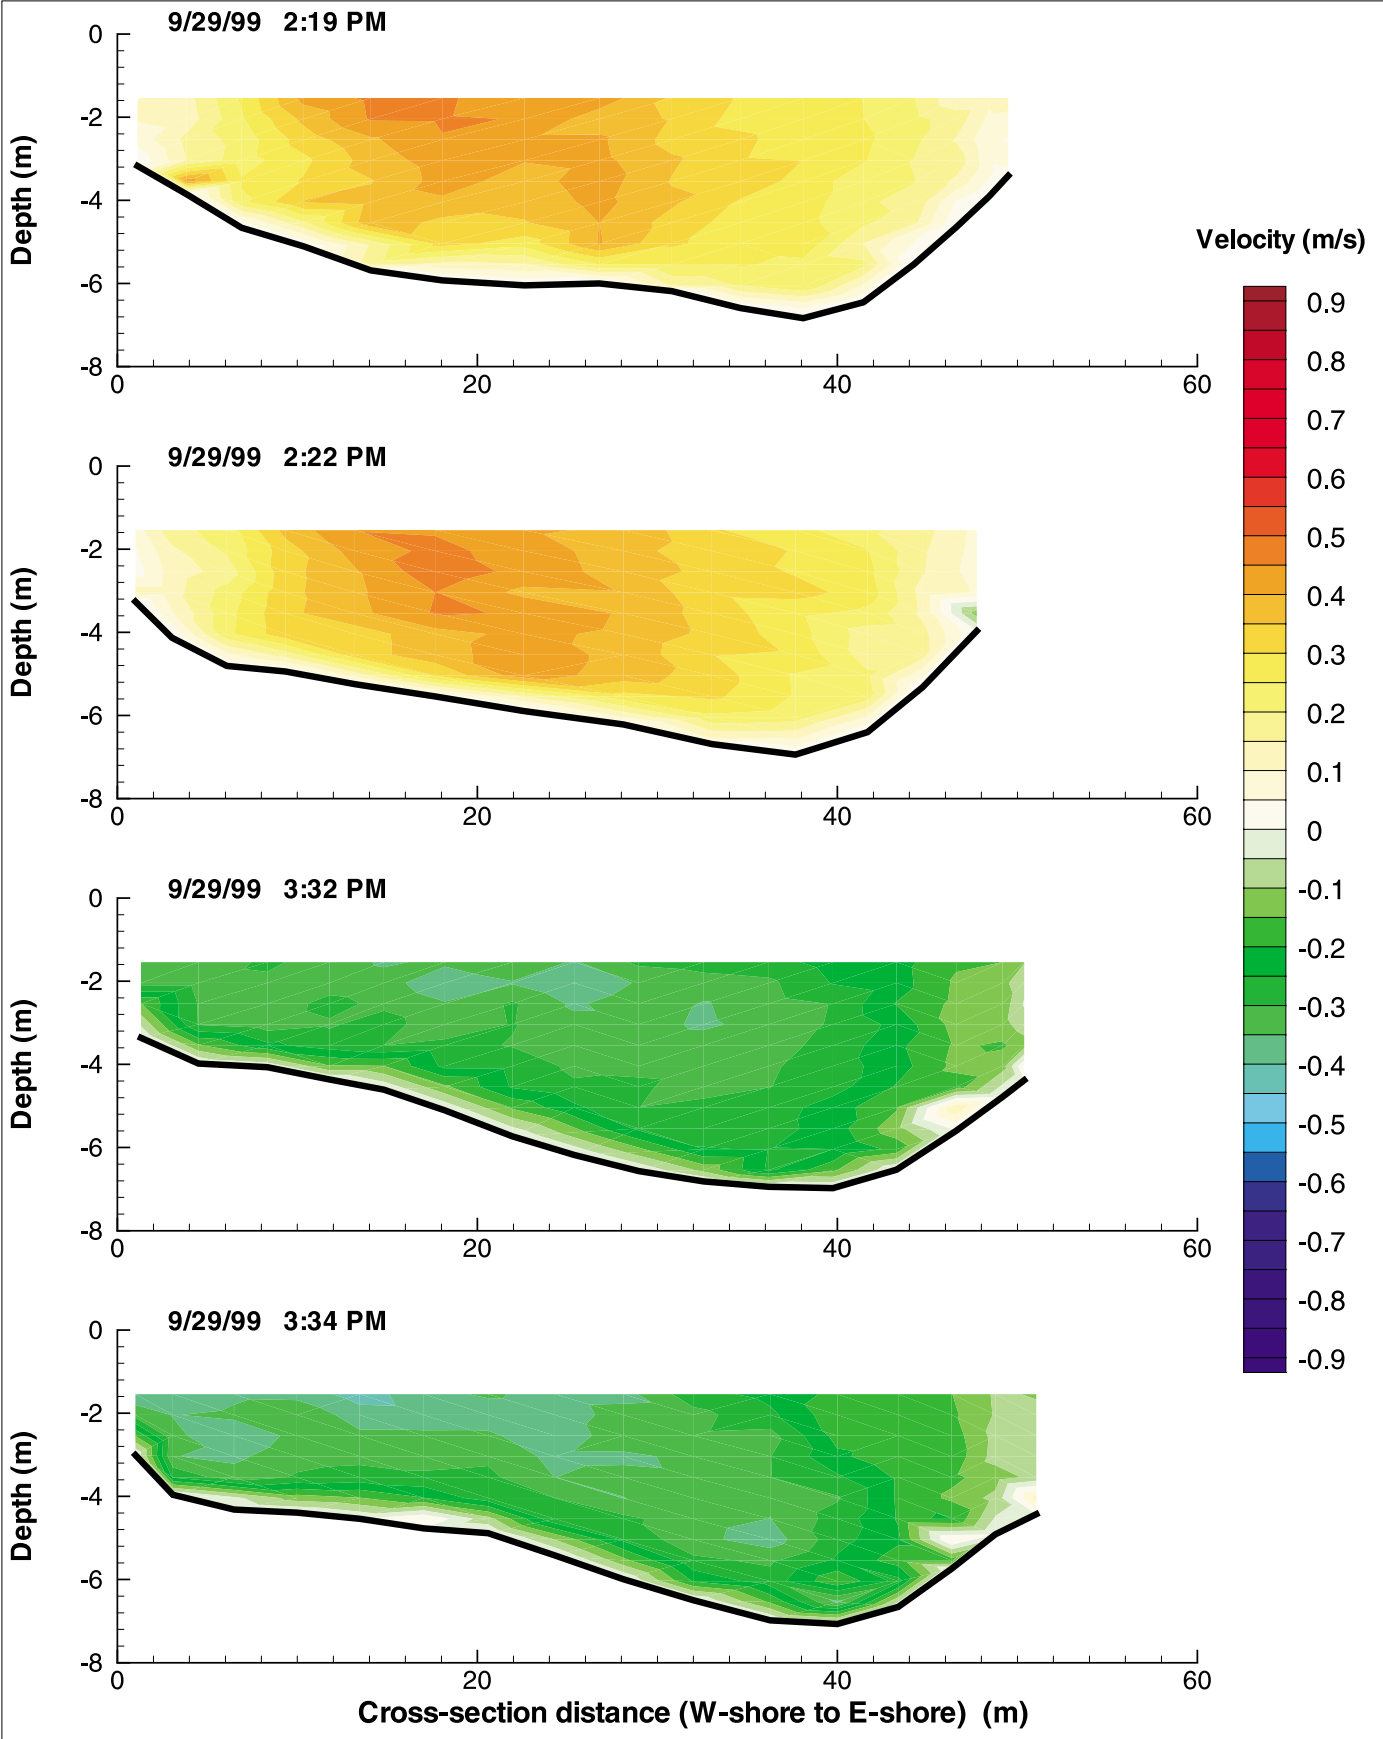 9/29/99 2:19 PM
0
-2
-4
-6
-8
Depth (m)
0 20 40 60
9/29/99 2:22 PM
0
-2
-4
-6
-8
Depth (m)
0 20 40 60
9/29/99 3:32 PM
0
-2
-4
-6
-8
Depth (m)
0 20 40 60
9/29/99 3:34 PM
0
-2
-4
-6
-8
Depth (m)
0 20 40 60
Cross-section distance (W-shore to E-shore) (m)
Velocity (m/s)
0.9
0.8
0.7
0.6
0.5
0.4
0.3
0.2
0.1
0
-0.1
-0.2
-0.3
-0.4
-0.5
-0.6
-0.7
-0.8
-0.9